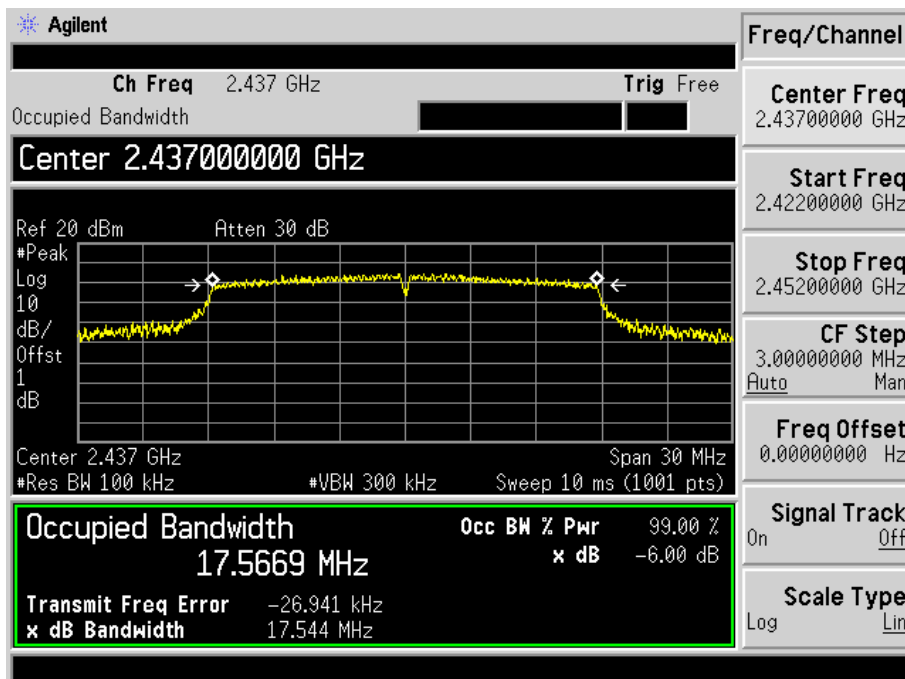 Agilent
Freq/Channel
Ch Freq 2.437 GHz Trig Free
Occupied Bandwidth
Center 2.437000000 GHz
Ref 20 dBm Atten 30 dB
#Peak
Log
10
dB/
Offst
1
dB
Center 2.437 GHz Span 30 MHz
#Res BW 100 kHz #VBW 300 kHz Sweep 10 ms (1001 pts)
Occupied Bandwidth
17.5669 MHz
Occ BW % Pwr 99.00 %
x dB -6.00 dB
Transmit Freq Error -26.941 kHz
x dB Bandwidth 17.544 MHz
Center Freq
2.43700000 GHz
Start Freq
2.42200000 GHz
Stop Freq
2.45200000 GHz
CF Step
3.00000000 MHz
Auto Man
Freq Offset
0.00000000 Hz
Signal Track
On Off
Scale Type
Log Lin